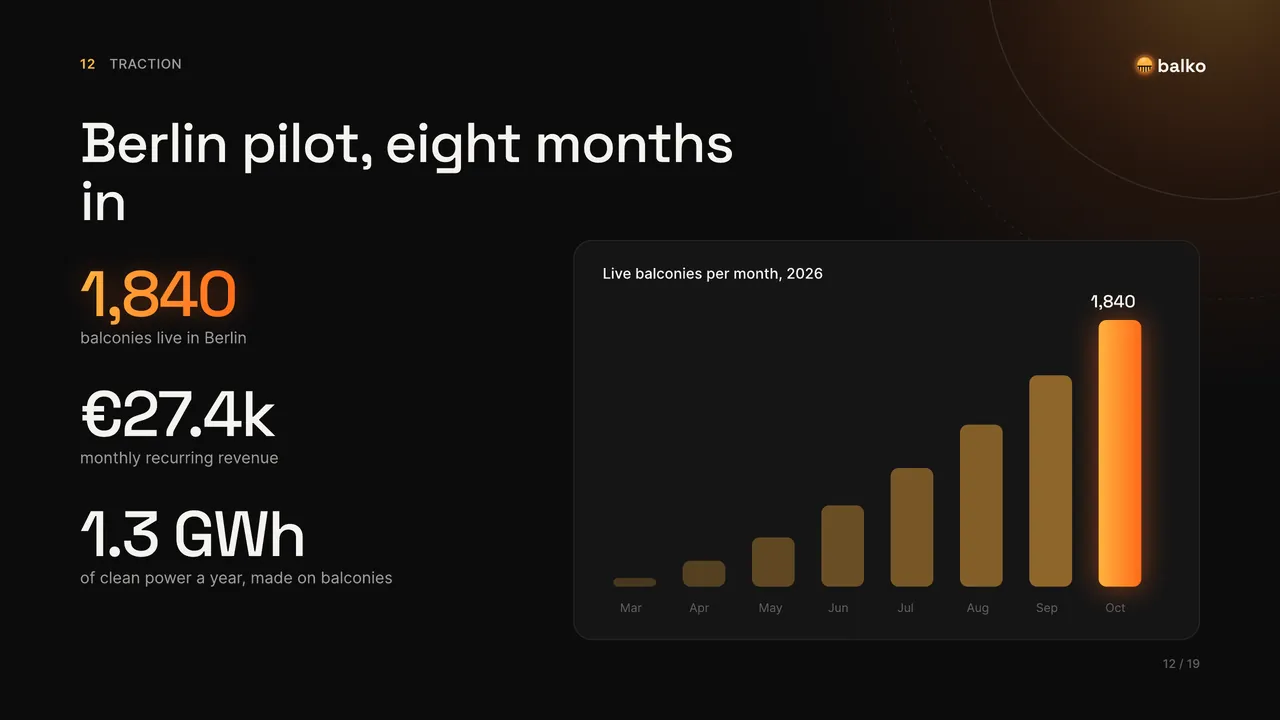 12 TRACTION
balko
Berlin pilot, eight months
in
1,840
balconies live in Berlin
€27.4k
monthly recurring revenue
1.3 GWh
of clean power a year, made on balconies
Live balconies per month, 2026
1,840
Mar Apr May Jun Jul Aug Sep Oct
12 / 19